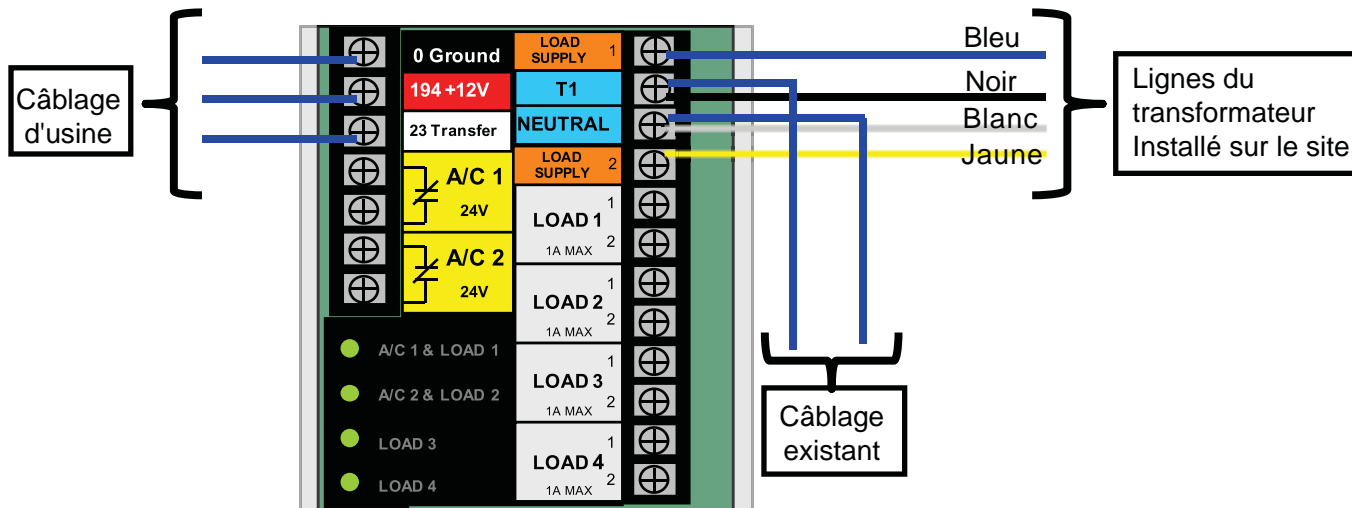 Câblage
d'usine
0 Ground
194 +12V
23 Transfer
A/C 1
24V
A/C 2
24V
LOAD
SUPPLY 1
T1
NEUTRAL
LOAD
SUPPLY 2
LOAD 1
1A MAX
1
2
LOAD 2
1A MAX
1
2
LOAD 3
1A MAX
1
2
LOAD 4
1A MAX
1
2
A/C 1 & LOAD 1
A/C 2 & LOAD 2
LOAD 3
LOAD 4
Bleu
Noir
Blanc
Jaune
Lignes du
transformateur
Installé sur le site
Câblage
existant